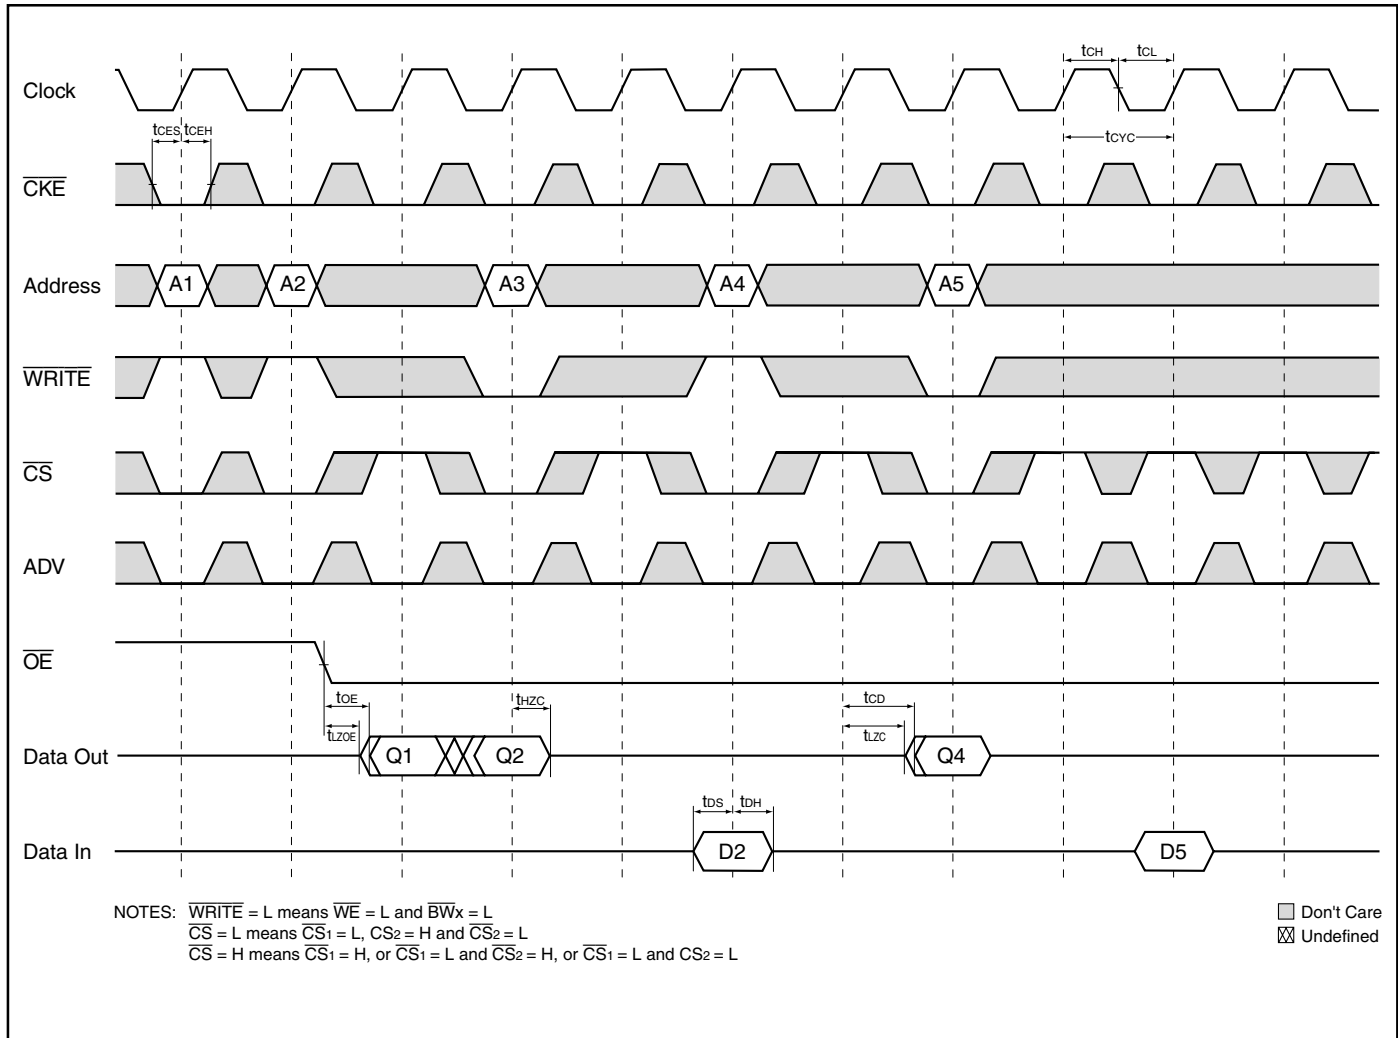 tCH tCL
Clock
tCES tCEH
tCYC
CKE
Address A1 A2 A3 A4 A5
WRITE
CS
ADV
OE
tOE tHZC tCD
tLZOE tLZC
Data Out Q1 Q2 Q4
tDS tDH
Data In D2 D5
NOTES: WRITE = L means WE = L and BWx = L
CS = L means CS1 = L, CS2 = H and CS2 = L
CS = H means CS1 = H, or CS1 = L and CS2 = H, or CS1 = L and CS2 = L
Don't Care
Undefined